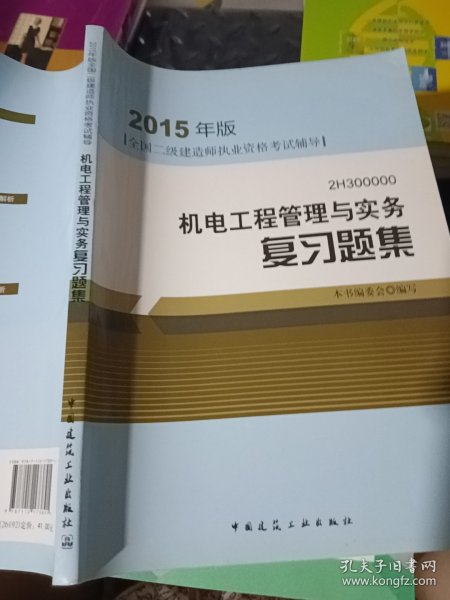 2015年版
全国二级建造师执业资格考试辅导
2H300000
机电工程管理与实务
复习题集
本书编委会◎编写
中国建筑工业出版社
2015年版全国二级建造师执业资格考试辅导
机电工程管理与实务复习题集
中国建筑工业出版社
解析
(26192)定价:
孔夫子旧书网
www.kongfz.com